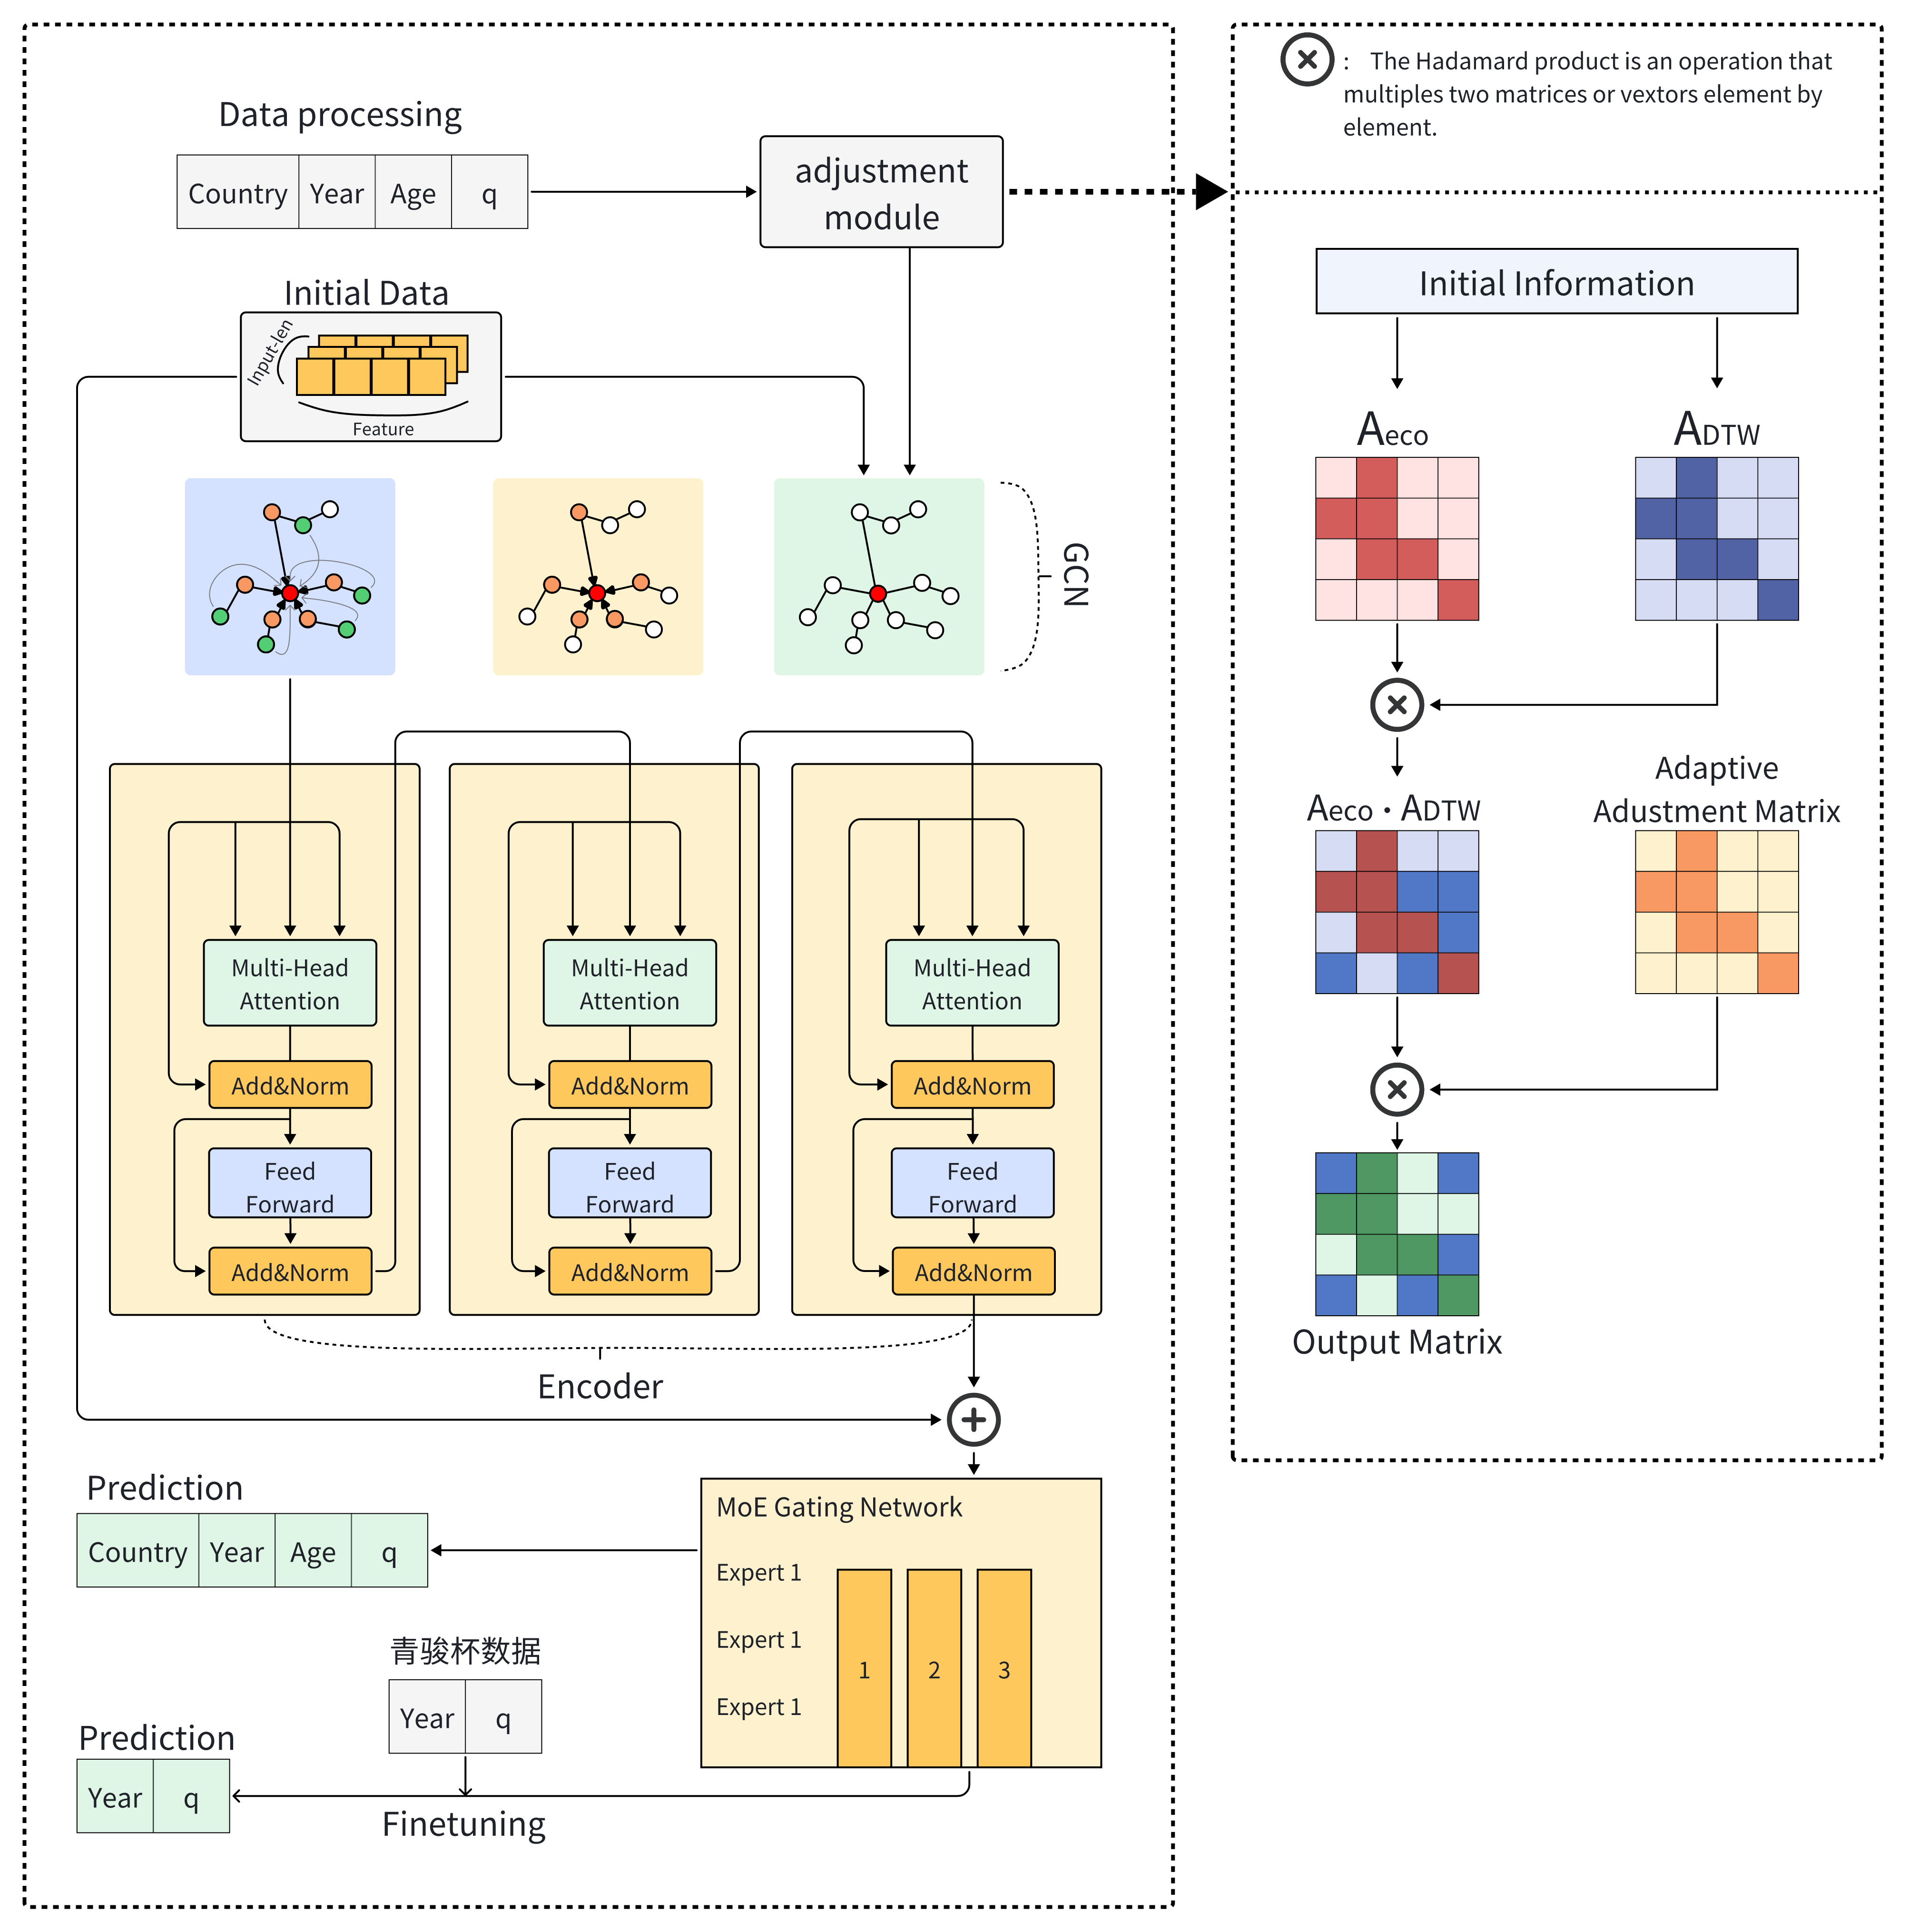 Data processing
Country Year Age q
adjustment
module
Initial Data
Input-len
Feature
GCN
Multi-Head
Attention
Add&Norm
Feed
Forward
Add&Norm
Multi-Head
Attention
Add&Norm
Feed
Forward
Add&Norm
Multi-Head
Attention
Add&Norm
Feed
Forward
Add&Norm
Encoder
MoE Gating Network
Expert 1
Expert 1
Expert 1
1 2 3
Prediction
Country Year Age q
青骏杯数据
Year q
Finetuning
Prediction
Year q
: The Hadamard product is an operation that
multiples two matrices or vextors element by
element.
Initial Information
Aeco
ADTW
Aeco · ADTW
Adaptive
Adustment Matrix
Output Matrix